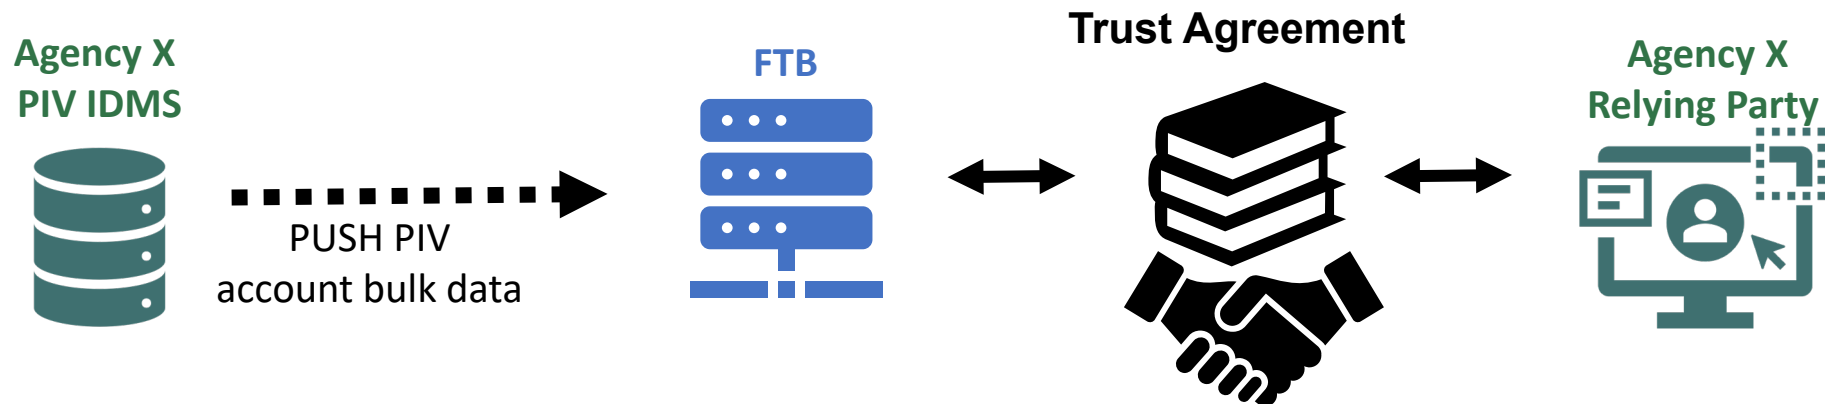 Agency X
PIV IDMS
PUSH PIV
account bulk data
FTB
Trust Agreement
Agency X
Relying Party